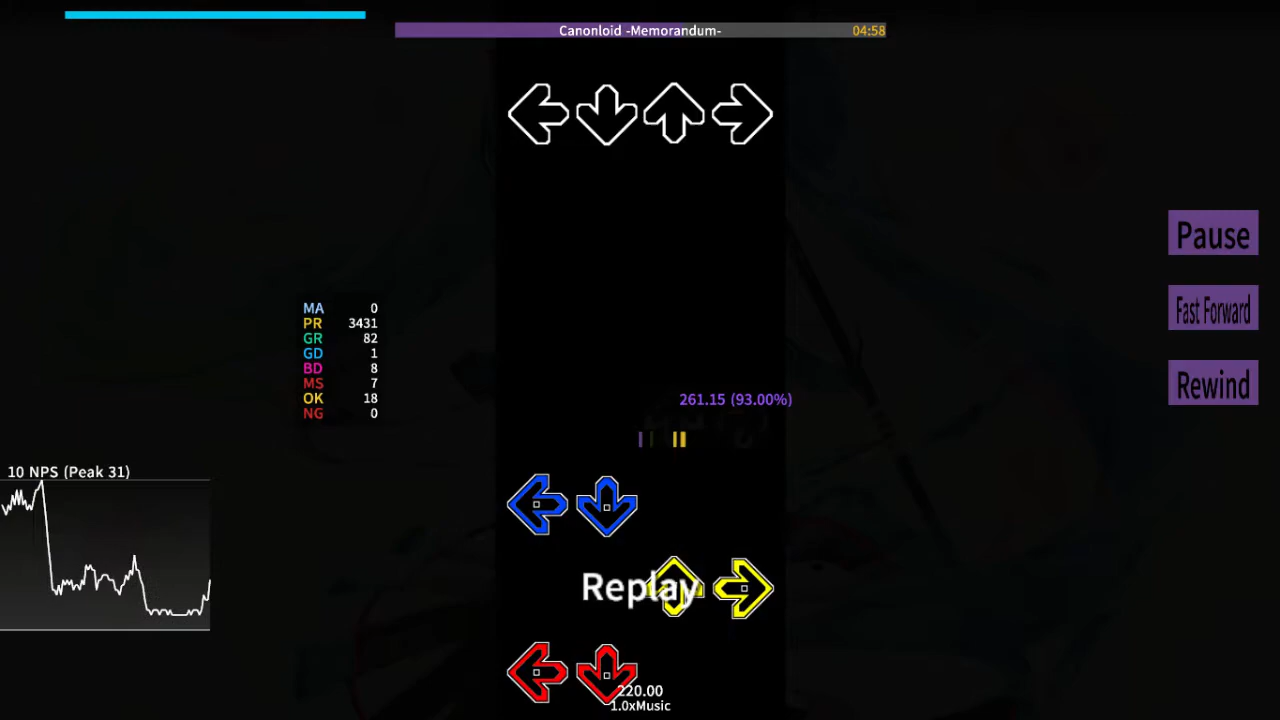 Canonloid -Memorandum-
04:58
Pause
MA 0
PR 3431
GR 82
GD 1
BD 8
MS 7
OK 18
NG 0
Fast Forward
Rewind
261.15 (93.00%)
10 NPS (Peak 31)
Replay
220.00
1.0xMusic